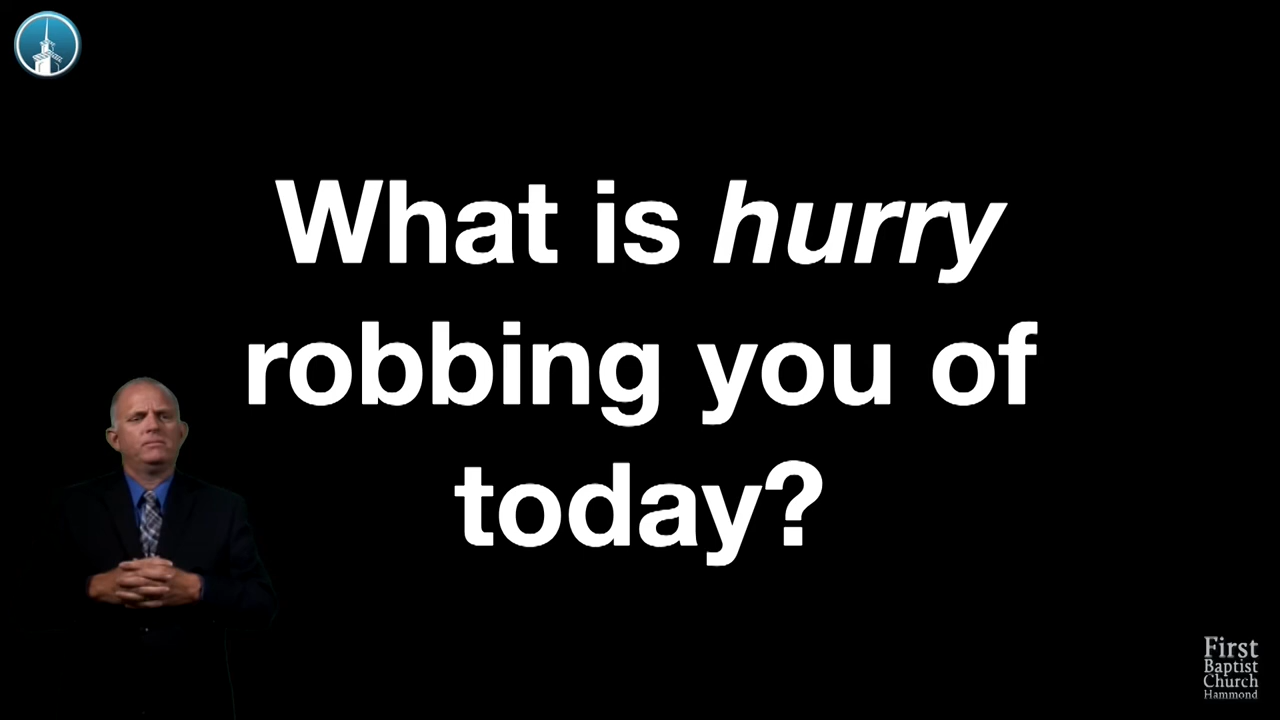 What is hurry
robbing you of
today?
First
Baptist
Church
Hammond